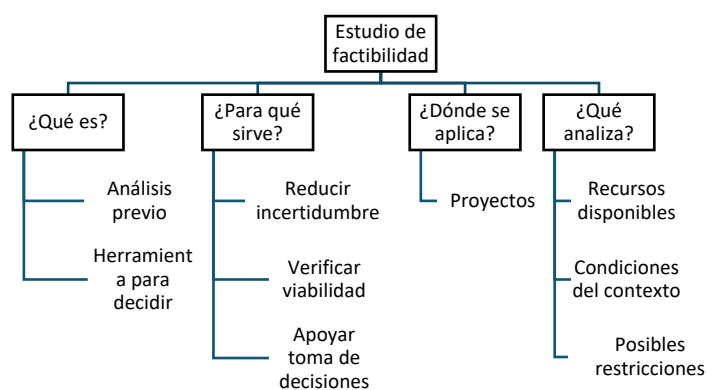 Estudio de
factibilidad
¿Qué es?
Análisis
previo
Herramient
a para
decidir
¿Para qué
sirve?
Reducir
incertidumbre
Verificar
viabilidad
Apoyar
toma de
decisiones
¿Dónde se
aplica?
Proyectos
¿Qué
analiza?
Recursos
disponibles
Condiciones
del contexto
Posibles
restricciones